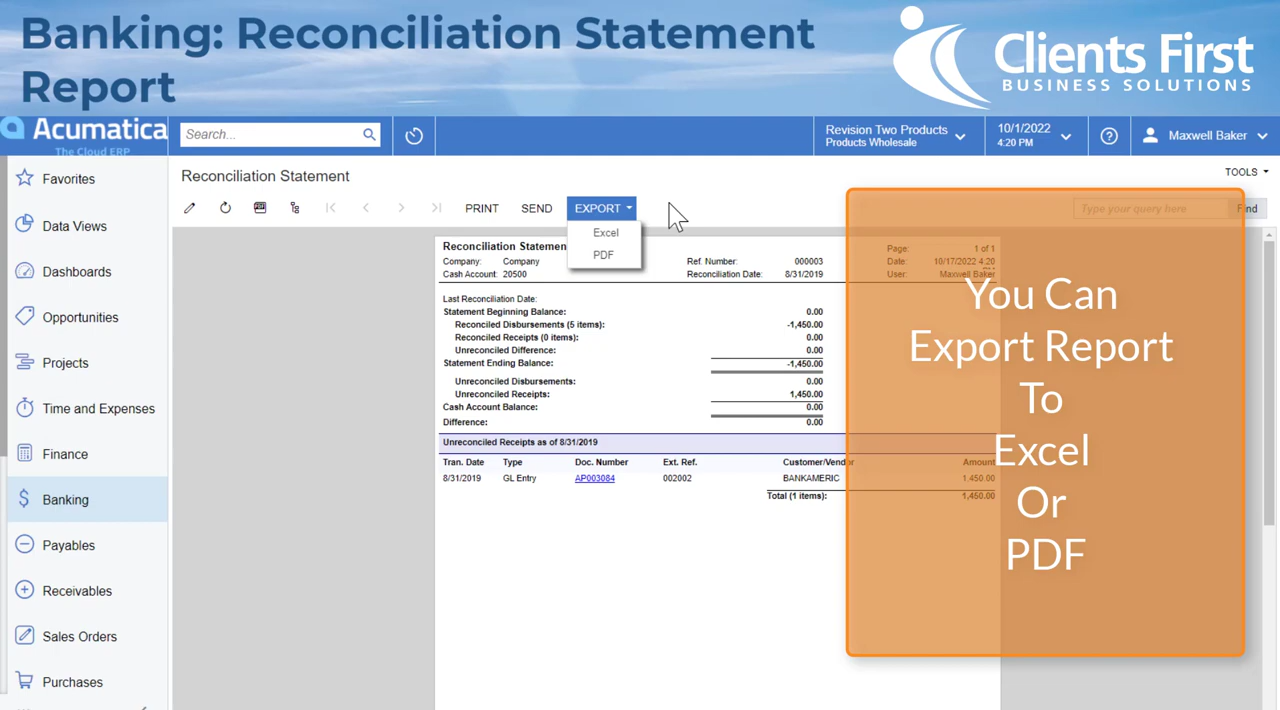 Banking: Reconciliation Statement
Report
Clients First
BUSINESS SOLUTIONS
Acumatica
The Cloud ERP
Search...
Revision Two Products
Products Wholesale
10/1/2022
4:20 PM
Maxwell Baker
Favorites
Data Views
Dashboards
Opportunities
Projects
Time and Expenses
Finance
Banking
Payables
Receivables
Sales Orders
Purchases
Reconciliation Statement
TOOLS
PRINT SEND EXPORT
Type your query here Find
Excel
PDF
Reconciliation Statemen
Page: 1 of 1
Company: Company Ref. Number: 000003 Date: 10/17/2022 4:20
PM
Cash Account: 20500 Reconciliation Date: 8/31/2019 User: Maxwell Baker
Last Reconciliation Date:
Statement Beginning Balance: 0.00
Reconciled Disbursements (5 items): -1,450.00
Reconciled Receipts (0 items): 0.00
Unreconciled Difference: 0.00
Statement Ending Balance: -1,450.00
Unreconciled Disbursements: 0.00
Unreconciled Receipts: 1,450.00
Cash Account Balance: 0.00
Difference: 0.00
Unreconciled Receipts as of 8/31/2019
Tran. Date Type Doc. Number Ext. Ref. Customer/Vendor Amount
8/31/2019 GL Entry AP003084 002002 BANKAMERIC 1,450.00
Total (1 items): 1,450.00
You Can
Export Report
To
Excel
Or
PDF